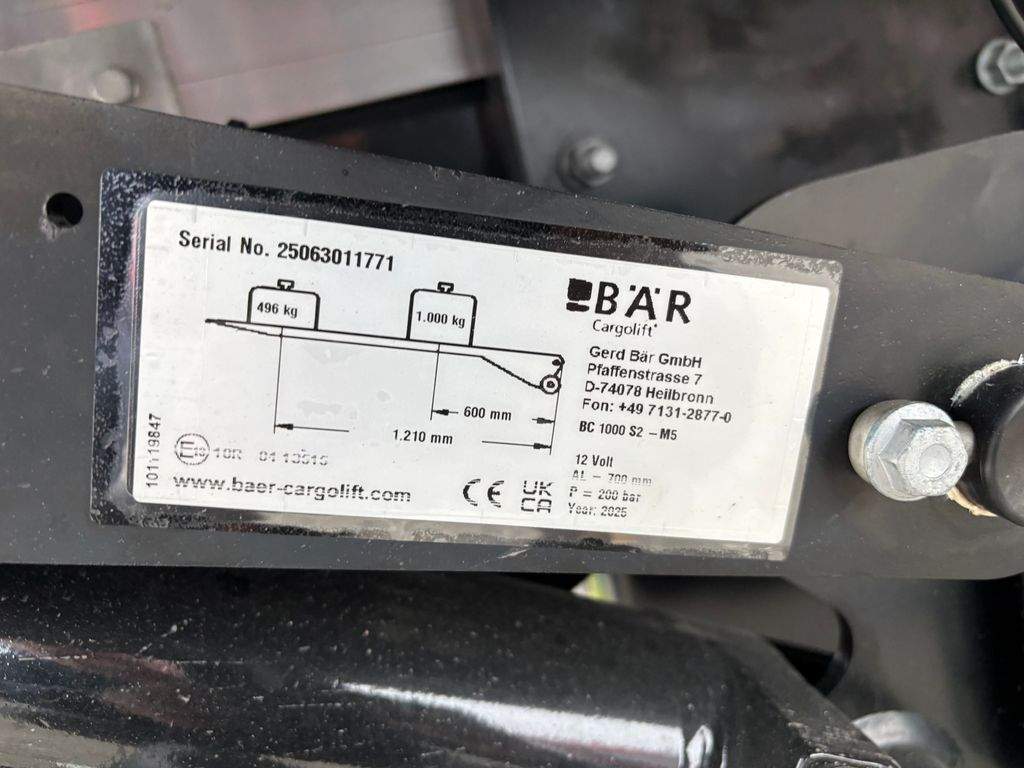 Serial No. 25063011771
496 kg
1.000 kg
600 mm
1.210 mm
BÄR
Cargolift
Gerd Bär GmbH
Pfaffenstrasse 7
D-74078 Heilbronn
Fon: +49 7131-2877-0
BC 1000 S2 – M5
12 Volt
AL – 700 mm
P = 200 bar
Year: 2025
10R
www.baer-cargolift.com
CE
UK
CA